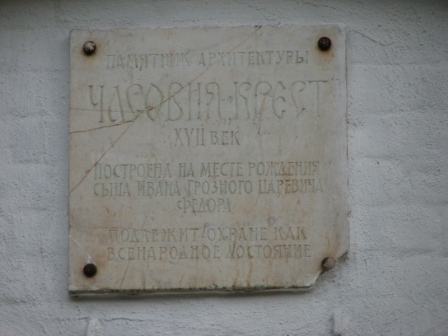 ПАМЯТНИК АРХИТЕКТУРЫ
ЧАСОВНЯ-КРЕСТ
XVII ВЕК
ПОСТРОЕНА НА МЕСТЕ РОЖДЕНИЯ
СЫНА ИВАНА ГРОЗНОГО ЦАРЕВИЧА
ФЕДОРА
ПОДЛЕЖИТ ОХРАНЕ КАК
ВСЕНАРОДНОЕ ДОСТОЯНИЕ